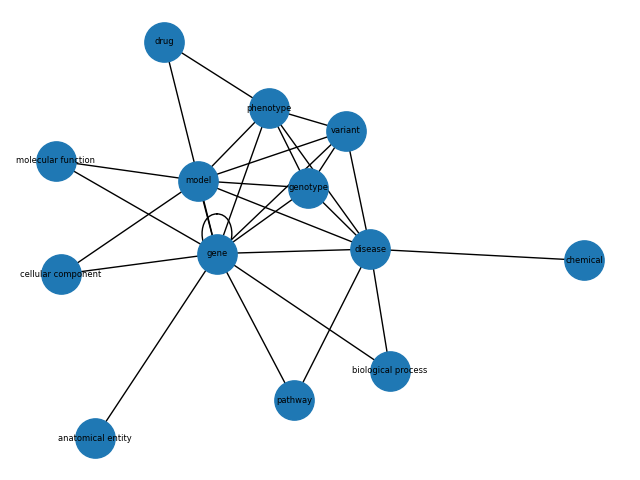 drug
phenotype
variant
molecular function
model
genotype
gene
disease
chemical
cellular component
biological process
pathway
anatomical entity